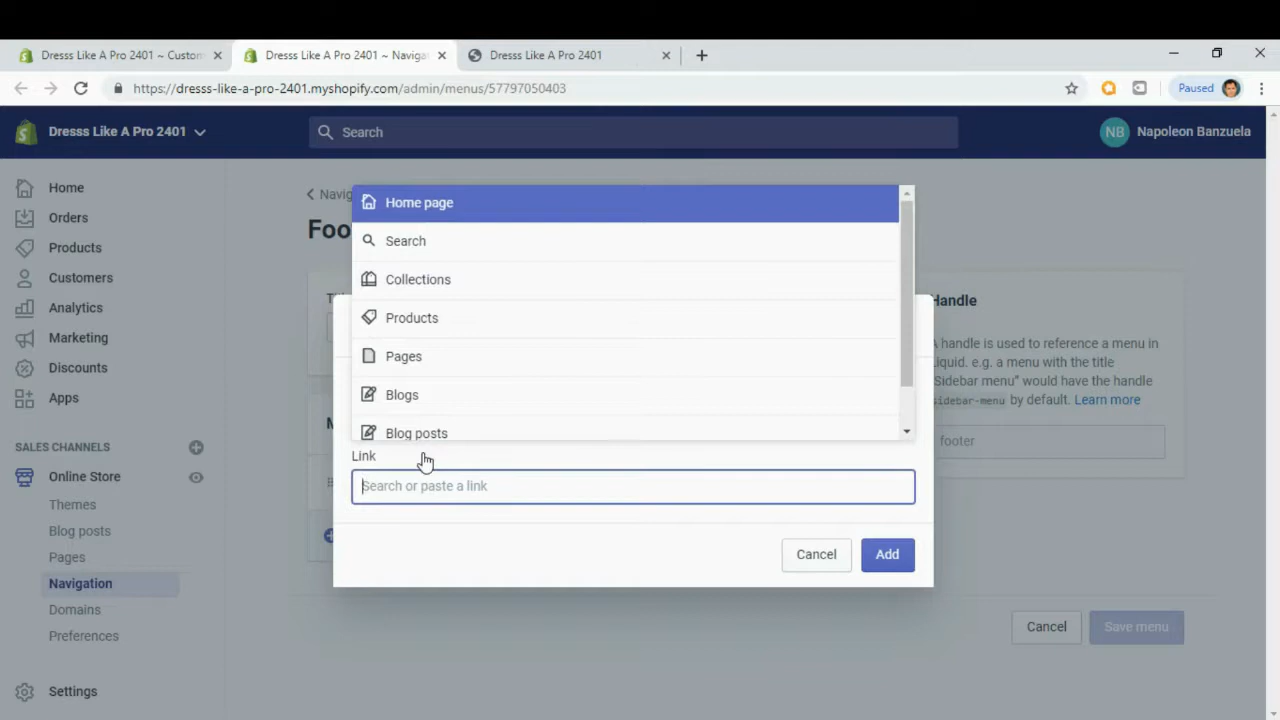 Dresss Like A Pro 2401 ~ Custom
Dresss Like A Pro 2401 ~ Naviga
Dresss Like A Pro 2401
https://dresss-like-a-pro-2401.myshopify.com/admin/menus/57797050403
Paused
Dresss Like A Pro 2401
Search
NB
Napoleon Banzuela
Home
Orders
Products
Customers
Analytics
Marketing
Discounts
Apps
SALES CHANNELS
Online Store
Themes
Blog posts
Pages
Navigation
Domains
Preferences
Settings
Navig
Foo
Home page
Search
Collections
Products
Pages
Blogs
Blog posts
Link
Search or paste a link
Cancel
Add
Handle
A handle is used to reference a menu in
Liquid. e.g. a menu with the title
"Sidebar menu" would have the handle
sidebar-menu by default. Learn more
footer
Cancel
Save menu